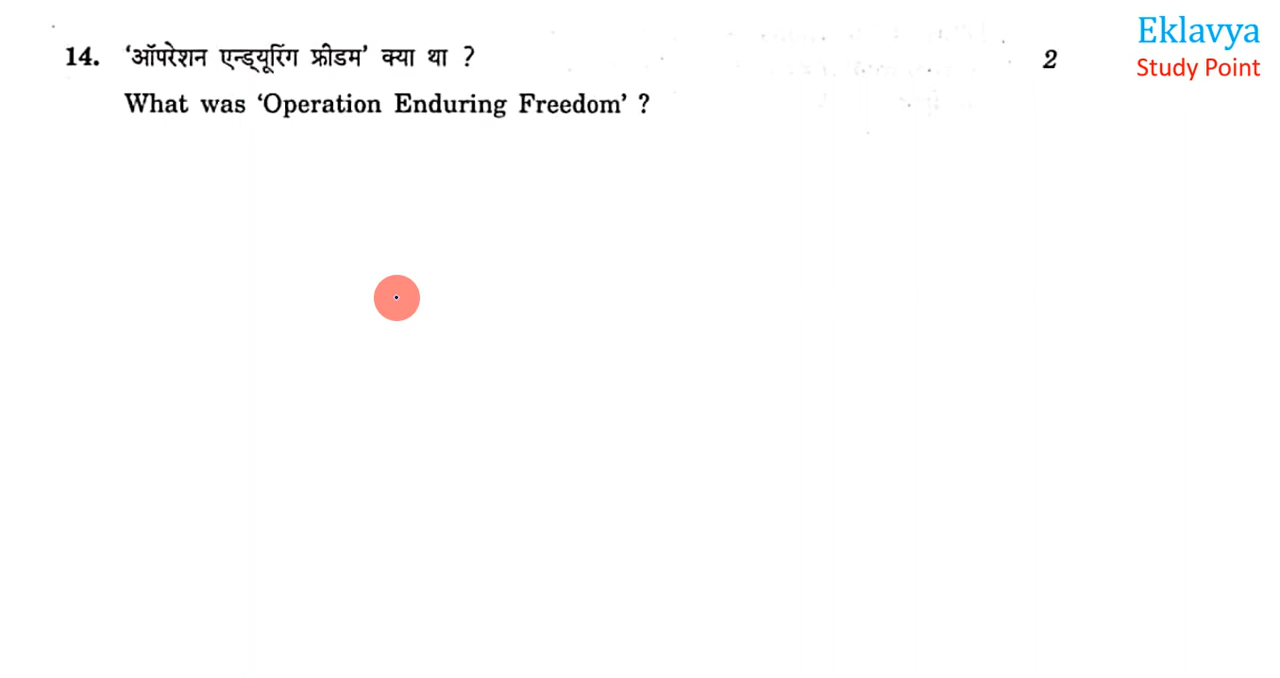 14. ‘ऑपरेशन एन्ड्यूरिंग फ्रीडम’ क्या था ? 2
What was ‘Operation Enduring Freedom’ ?
Eklavya
Study Point